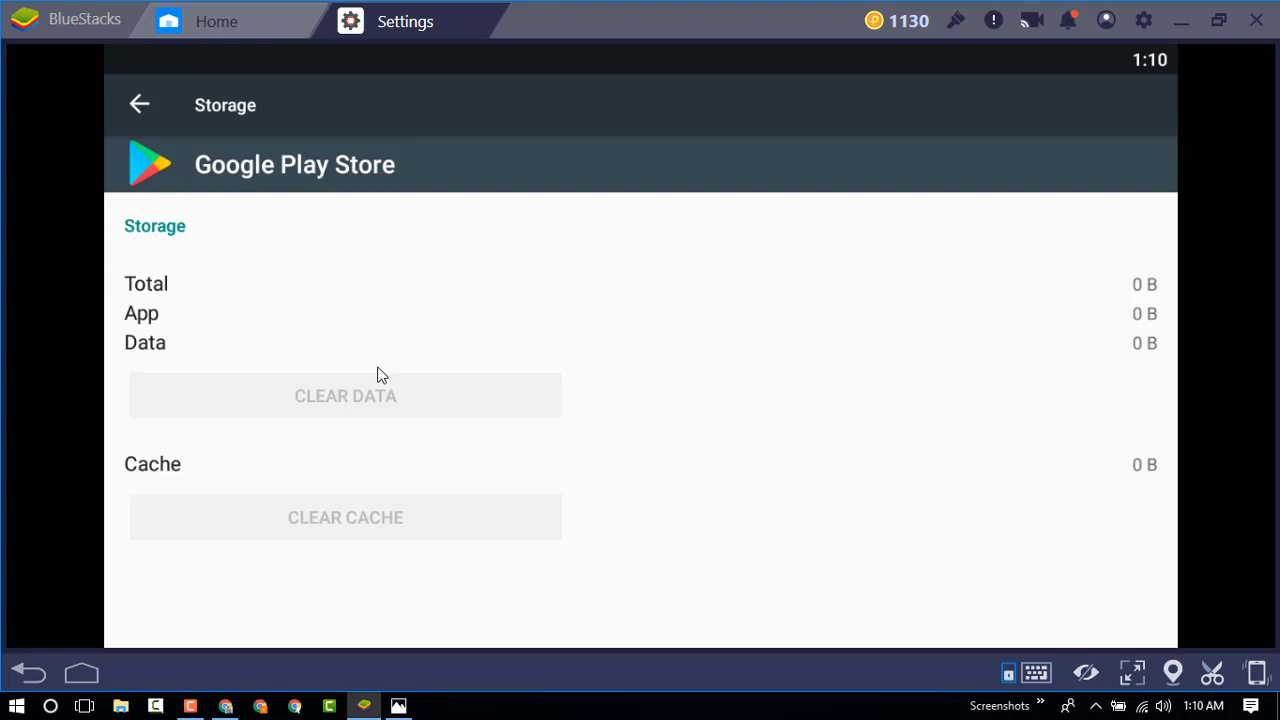 BlueStacks
Home
Settings
1130
1:10
Storage
Google Play Store
Storage
Total 0 B
App 0 B
Data 0 B
CLEAR DATA
Cache 0 B
CLEAR CACHE
Screenshots
1:10 AM